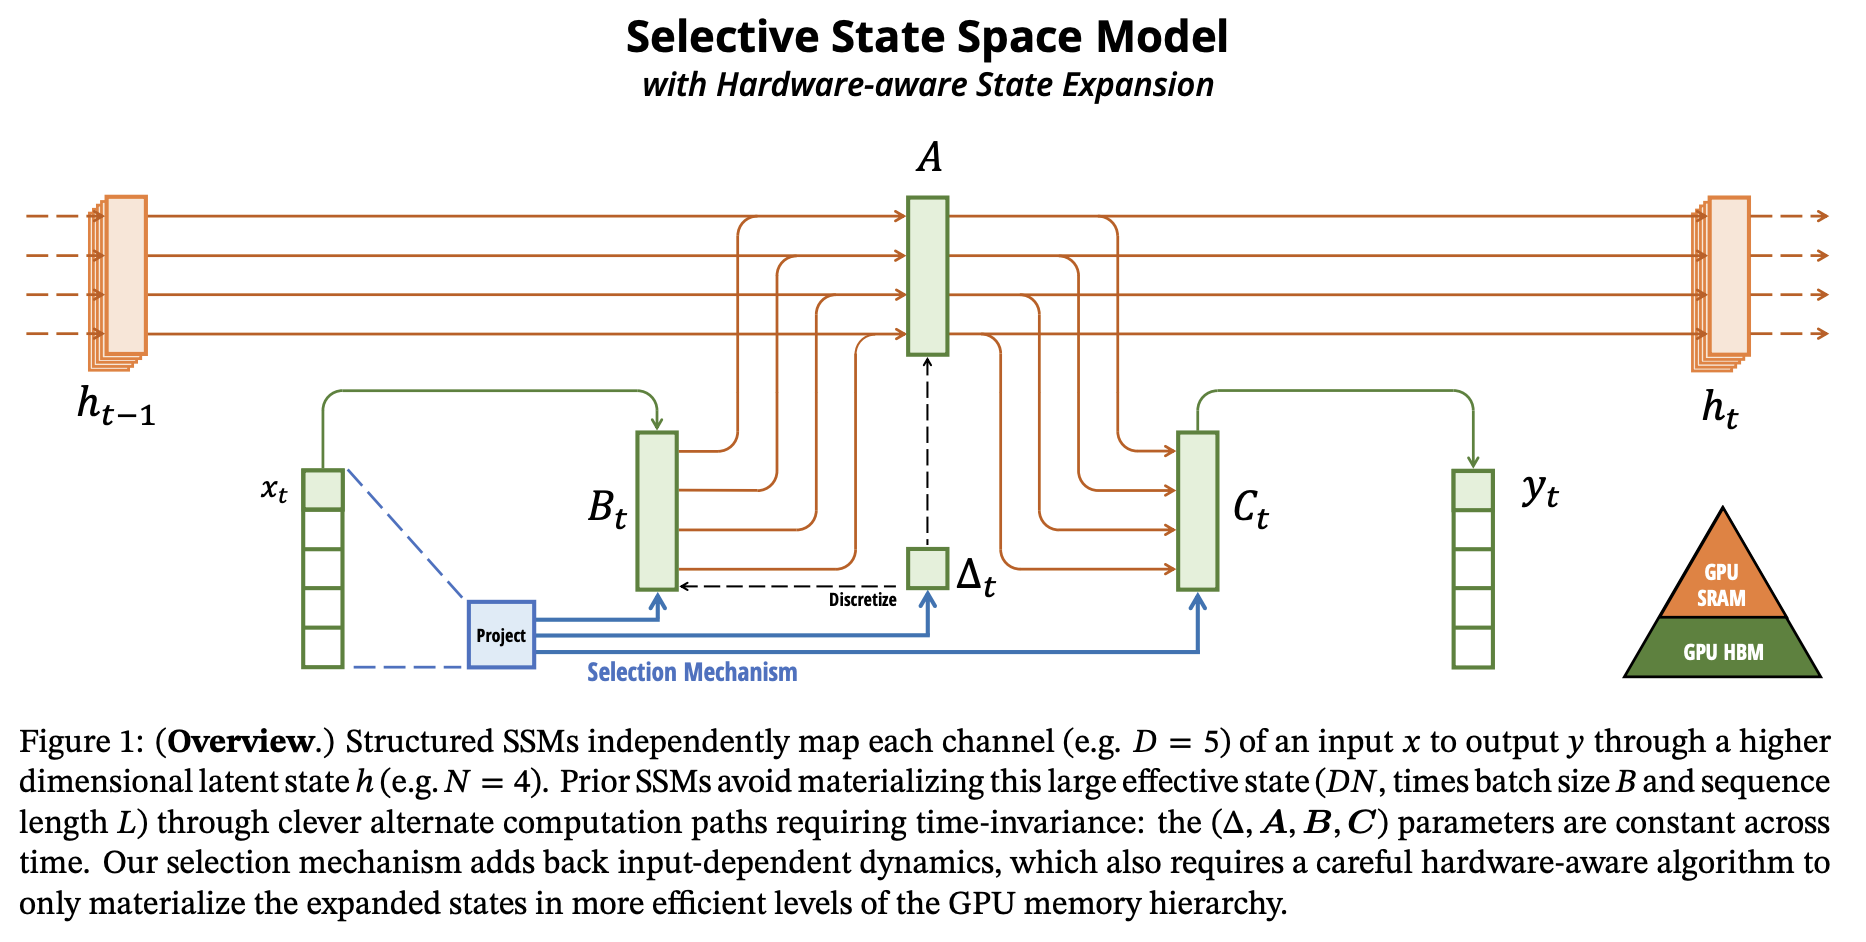 Selective State Space Model
with Hardware-aware State Expansion
A
h_{t−1}
h_t
x_t
B_t
C_t
y_t
Δ_t
Discretize
Project
Selection Mechanism
GPU
SRAM
GPU HBM
Figure 1: (Overview.) Structured SSMs independently map each channel (e.g. D = 5) of an input x to output y through a higher
dimensional latent state h (e.g. N = 4). Prior SSMs avoid materializing this large effective state (DN, times batch size B and sequence
length L) through clever alternate computation paths requiring time-invariance: the (Δ, A, B, C) parameters are constant across
time. Our selection mechanism adds back input-dependent dynamics, which also requires a careful hardware-aware algorithm to
only materialize the expanded states in more efficient levels of the GPU memory hierarchy.